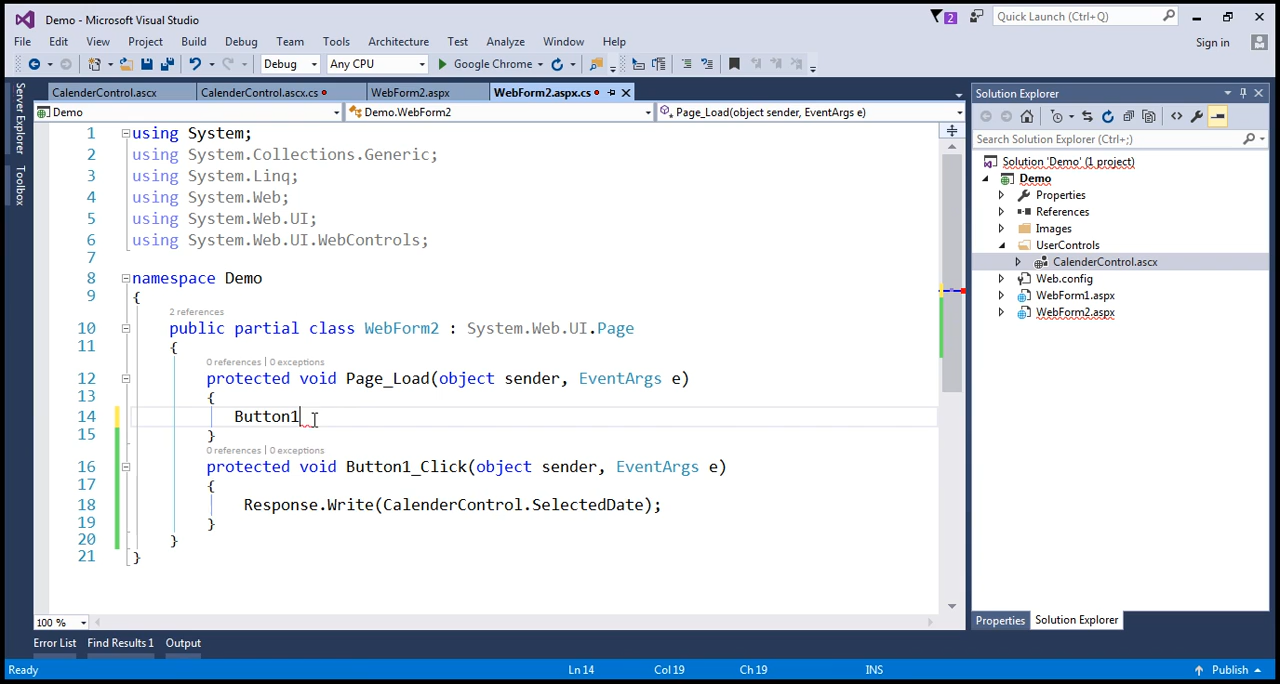 Demo - Microsoft Visual Studio
2
Quick Launch (Ctrl+Q)
File Edit View Project Build Debug Team Tools Architecture Test Analyze Window Help
Sign in
Debug Any CPU Google Chrome
Server Explorer
Toolbox
CalenderControl.ascx CalenderControl.ascx.cs WebForm2.aspx WebForm2.aspx.cs
Demo Demo.WebForm2 Page_Load(object sender, EventArgs e)
1 using System;
2 using System.Collections.Generic;
3 using System.Linq;
4 using System.Web;
5 using System.Web.UI;
6 using System.Web.UI.WebControls;
7
8 namespace Demo
9 {
2 references
10 public partial class WebForm2 : System.Web.UI.Page
11 {
0 references | 0 exceptions
12 protected void Page_Load(object sender, EventArgs e)
13 {
14 Button1
15 }
0 references | 0 exceptions
16 protected void Button1_Click(object sender, EventArgs e)
17 {
18 Response.Write(CalenderControl.SelectedDate);
19 }
20 }
21 }
100 %
Solution Explorer
Search Solution Explorer (Ctrl+;)
Solution 'Demo' (1 project)
Demo
Properties
References
Images
UserControls
CalenderControl.ascx
Web.config
WebForm1.aspx
WebForm2.aspx
Properties Solution Explorer
Error List Find Results 1 Output
Ready Ln 14 Col 19 Ch 19 INS Publish